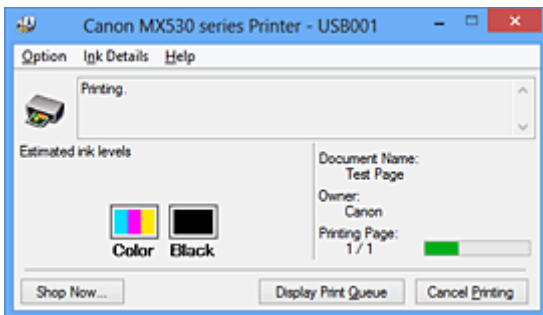 Canon MX530 series Printer - USB001
Option Ink Details Help
Printing.
Estimated ink levels
Document Name:
Test Page
Owner:
Canon
Printing Page:
1 / 1
Color Black
Shop Now... Display Print Queue Cancel Printing